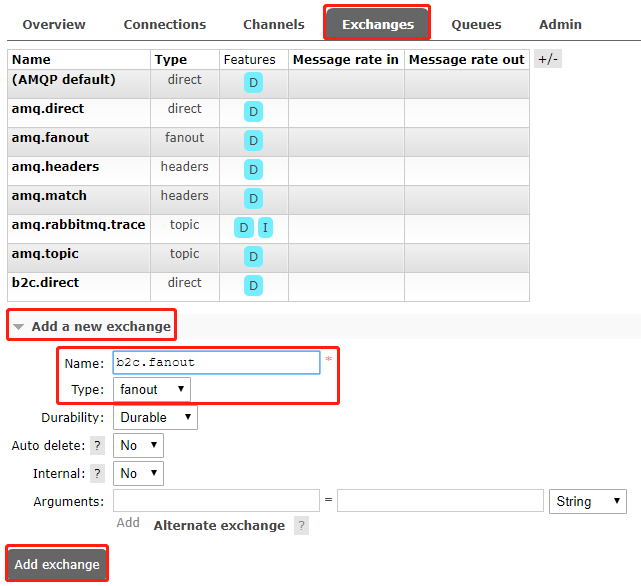 Overview Connections Channels Exchanges Queues Admin
Name Type Features Message rate in Message rate out +/-
(AMQP default) direct D
amq.direct direct D
amq.fanout fanout D
amq.headers headers D
amq.match headers D
amq.rabbitmq.trace topic D I
amq.topic topic D
b2c.direct direct D
Add a new exchange
Name: b2c.fanout *
Type: fanout
Durability: Durable
Auto delete: ? No
Internal: ? No
Arguments: = String
Add Alternate exchange ?
Add exchange